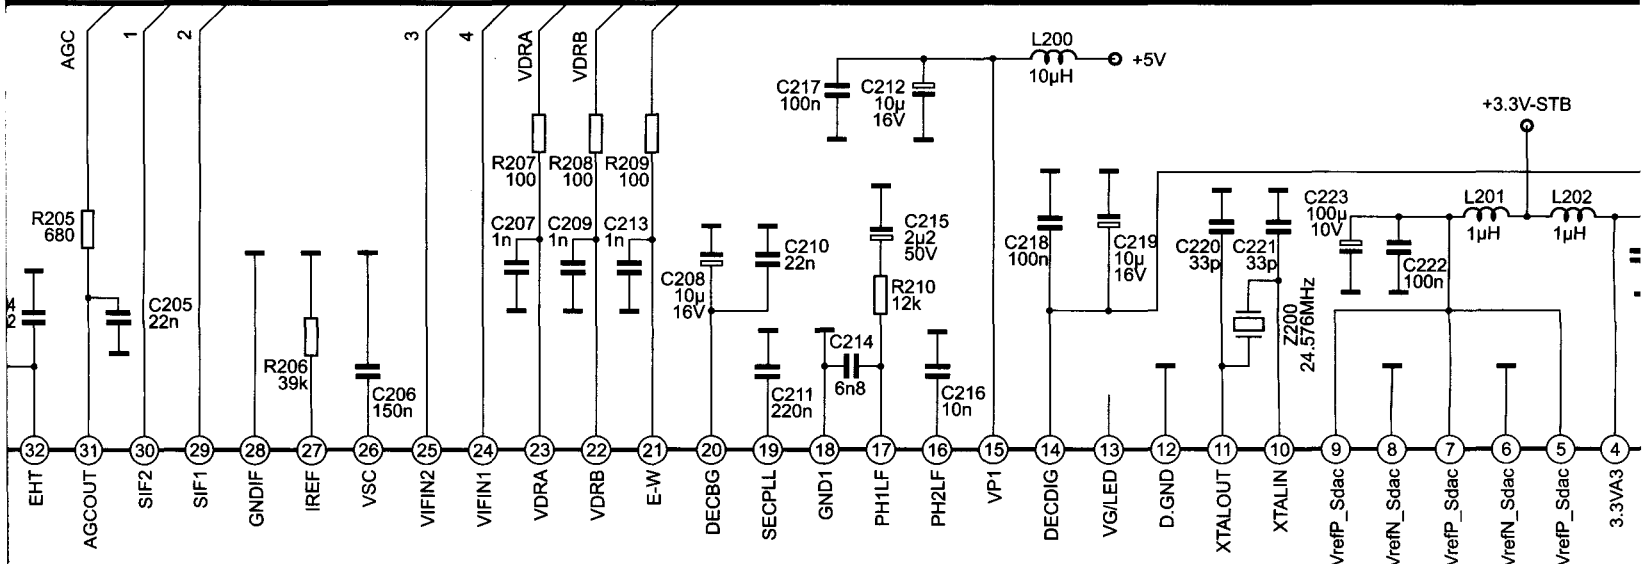 AGC
1
2
3
4
VDRA
VDRB
L200
10µH
+5V
C217
100n
C212
10µ
16V
+3.3V-STB
R207
100
R208
100
R209
100
R205
680
C207
1n
C209
1n
C213
1n
C208
10µ
16V
C210
22n
C215
2µ2
50V
R210
12k
C218
100n
C219
10µ
16V
C220
33p
C221
33p
Z200
24.576MHz
C223
100µ
10V
C222
100n
L201
1µH
L202
1µH
4
2
C205
22n
R206
39k
C206
150n
C211
220n
C214
6n8
C216
10n
32
31
30
29
28
27
26
25
24
23
22
21
20
19
18
17
16
15
14
13
12
11
10
9
8
7
6
5
4
EHT
AGCOUT
SIF2
SIF1
GNDIF
IREF
VSC
VIFIN2
VIFIN1
VDRA
VDRB
E-W
DECBG
SECPLL
GND1
PH1LF
PH2LF
VP1
DECDIG
VG/LED
D.GND
XTALOUT
XTALIN
VrefP_Sdac
VrefN_Sdac
VrefP_Sdac
VrefN_Sdac
VrefP_Sdac
3.3VA3